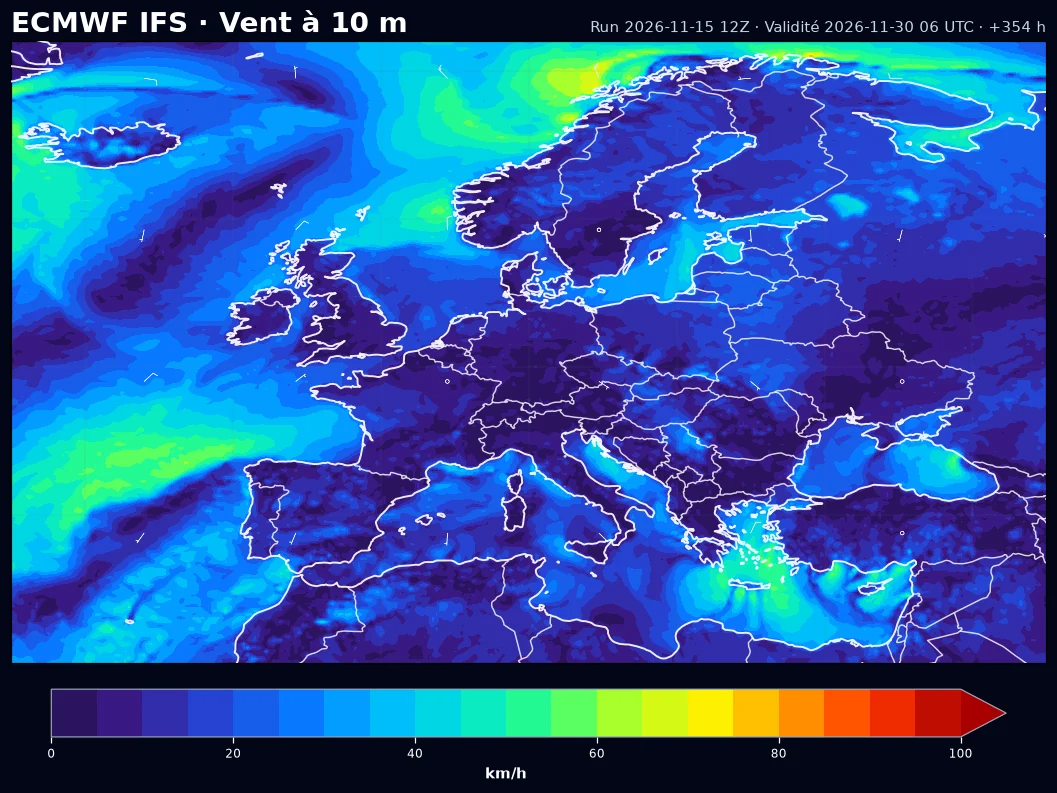 ECMWF IFS · Vent à 10 m
Run 2026-11-15 12Z · Validité 2026-11-30 06 UTC · +354 h
0 20 40 60 80 100
km/h